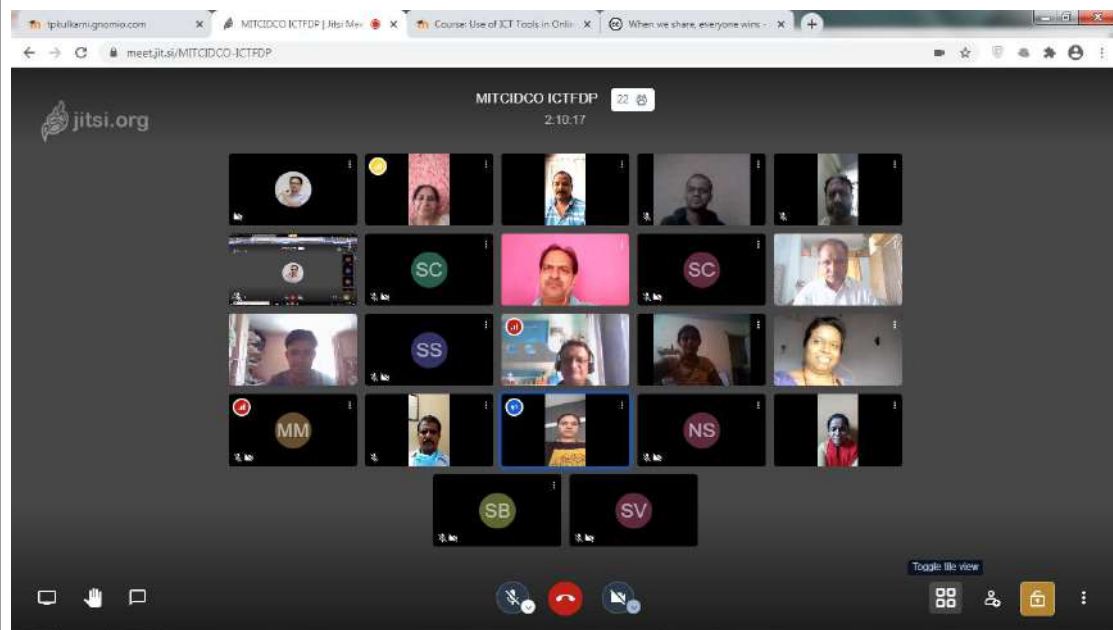 tpkulkarni.gnomio.com
MITCIDCO ICTFDP | Jitsi Mee
Course: Use of ICT Tools in Onlin
When we share, everyone wins -
meet.jit.si/MITCIDCO-ICTFDP
jitsi.org
MITCIDCO ICTFDP 22
2:10:17
SC
SC
SS
MM
NS
SB
SV
Toggle tile view